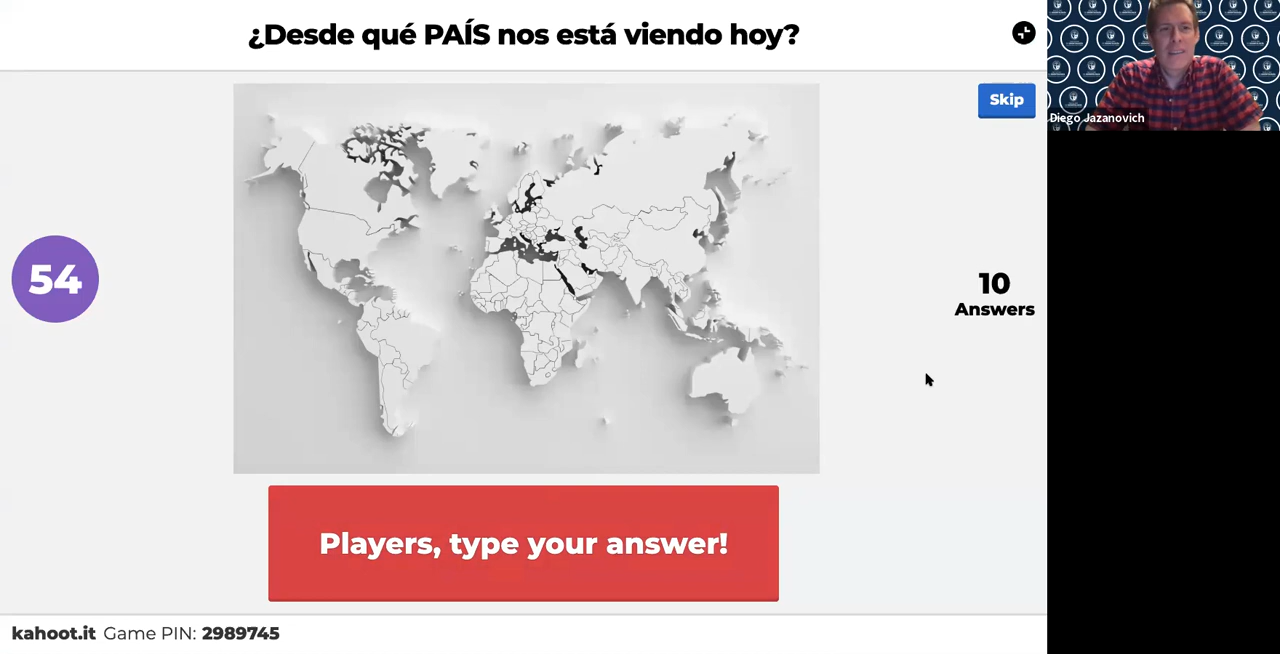 ¿Desde qué PAÍS nos está viendo hoy?
Skip
Diego Jazanovich
54
10
Answers
Players, type your answer!
kahoot.it Game PIN: 2989745